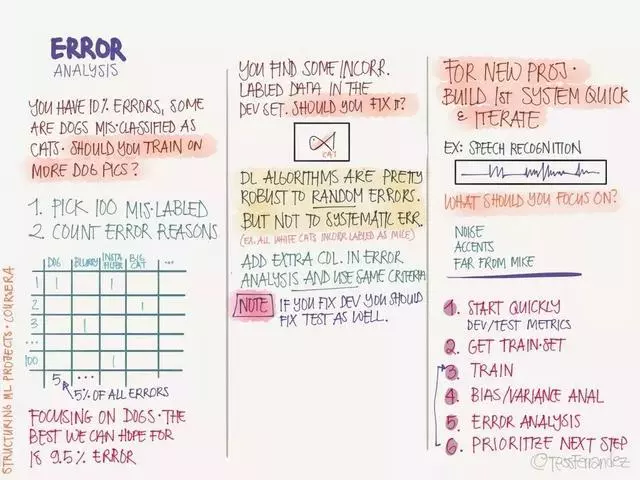 ERROR
ANALYSIS
YOU HAVE 10% ERRORS, SOME
ARE DOGS MIS-CLASSIFIED AS
CATS. SHOULD YOU TRAIN ON
MORE DOG PICS?
1. PICK 100 MIS-LABLED
2 COUNT ERROR REASONS
DOG BLURRY INSTA FILTER BIG CAT ...
1
2
3
...
100
5 ...
5% OF ALL ERRORS
FOCUSING ON DOGS. THE
BEST WE CAN HOPE FOR
IS 9.5% ERROR
STRUCTURING ML PROJECTS • COURSERA
YOU FIND SOME INCORR.
LABLED DATA IN THE
DEV SET. SHOULD YOU FIX IT?
CAT
DL ALGORITHMS ARE PRETTY
ROBUST TO RANDOM ERRORS.
BUT NOT TO SYSTEMATIC ERR.
(EX. ALL WHITE CATS INCORR LABLED AS MICE)
ADD EXTRA COL. IN ERROR
ANALYSIS AND USE SAME CRITERIA
NOTE IF YOU FIX DEV YOU SHOULD
FIX TEST AS WELL.
FOR NEW PROJ.
BUILD 1st SYSTEM QUICK
& ITERATE
EX: SPEECH RECOGNITION
WHAT SHOULD YOU FOCUS ON?
NOISE
ACCENTS
FAR FROM MIKE
1. START QUICKLY
DEV/TEST METRICS
2. GET TRAIN-SET
3. TRAIN
4. BIAS/VARIANCE ANAL
5. ERROR ANALYSIS
6. PRIORITIZE NEXT STEP
©TessFerrandez